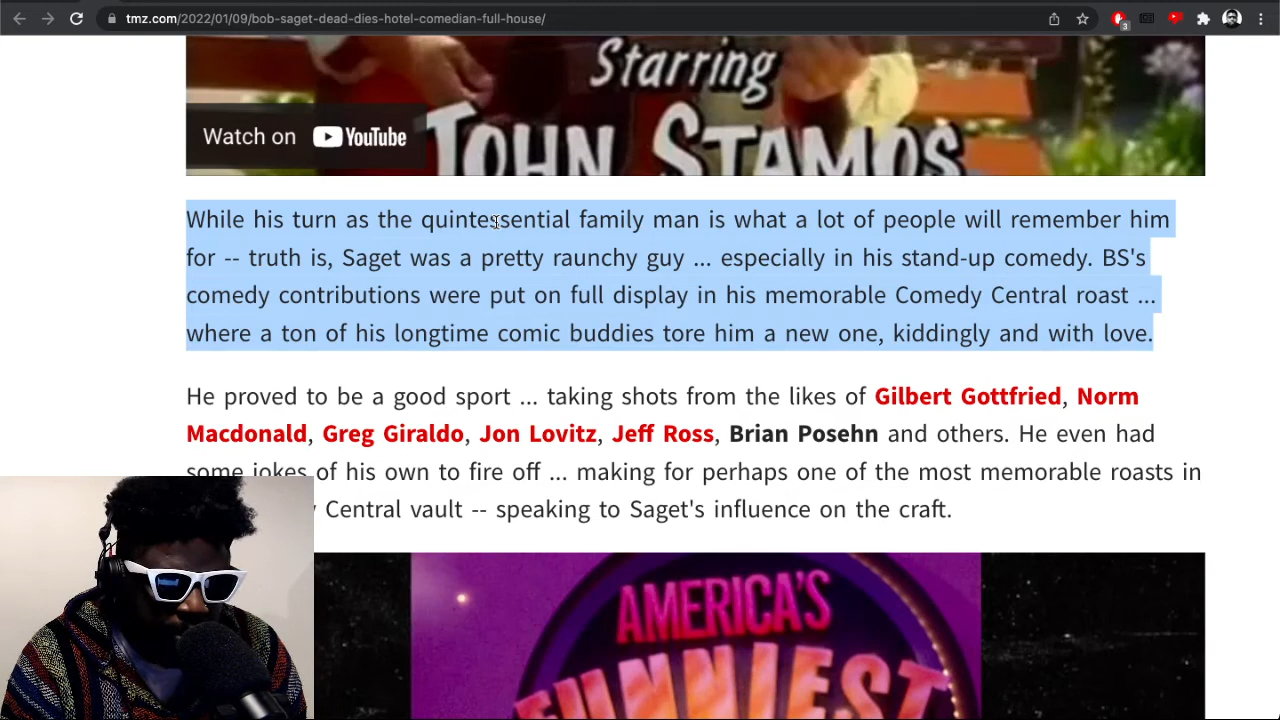 tmz.com/2022/01/09/bob-saget-dead-dies-hotel-comedian-full-house/
3
Starring
JOHN STAMOS
Watch on YouTube
While his turn as the quintessential family man is what a lot of people will remember him
for -- truth is, Saget was a pretty raunchy guy ... especially in his stand-up comedy. BS's
comedy contributions were put on full display in his memorable Comedy Central roast ...
where a ton of his longtime comic buddies tore him a new one, kiddingly and with love.
He proved to be a good sport ... taking shots from the likes of Gilbert Gottfried, Norm
Macdonald, Greg Giraldo, Jon Lovitz, Jeff Ross, Brian Posehn and others. He even had
some jokes of his own to fire off ... making for perhaps one of the most memorable roasts in
Central vault -- speaking to Saget's influence on the craft.
AMERICA'S
FUNNIEST